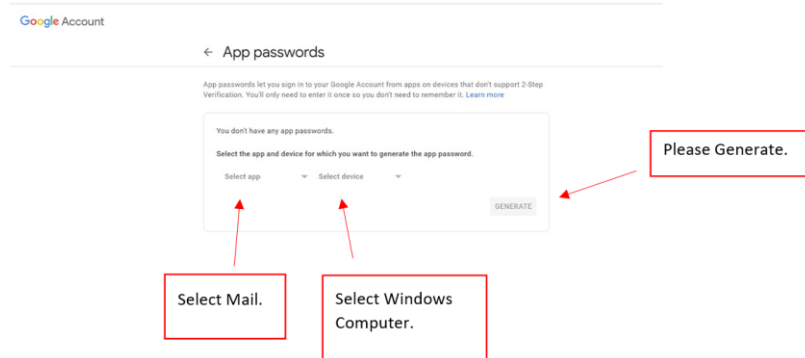 Google Account
← App passwords
App passwords let you sign in to your Google Account from apps on devices that don't support 2-Step
Verification. You'll only need to enter it once so you don't need to remember it. Learn more
You don't have any app passwords.
Select the app and device for which you want to generate the app password.
Select app Select device
GENERATE
Please Generate.
Select Mail.
Select Windows
Computer.